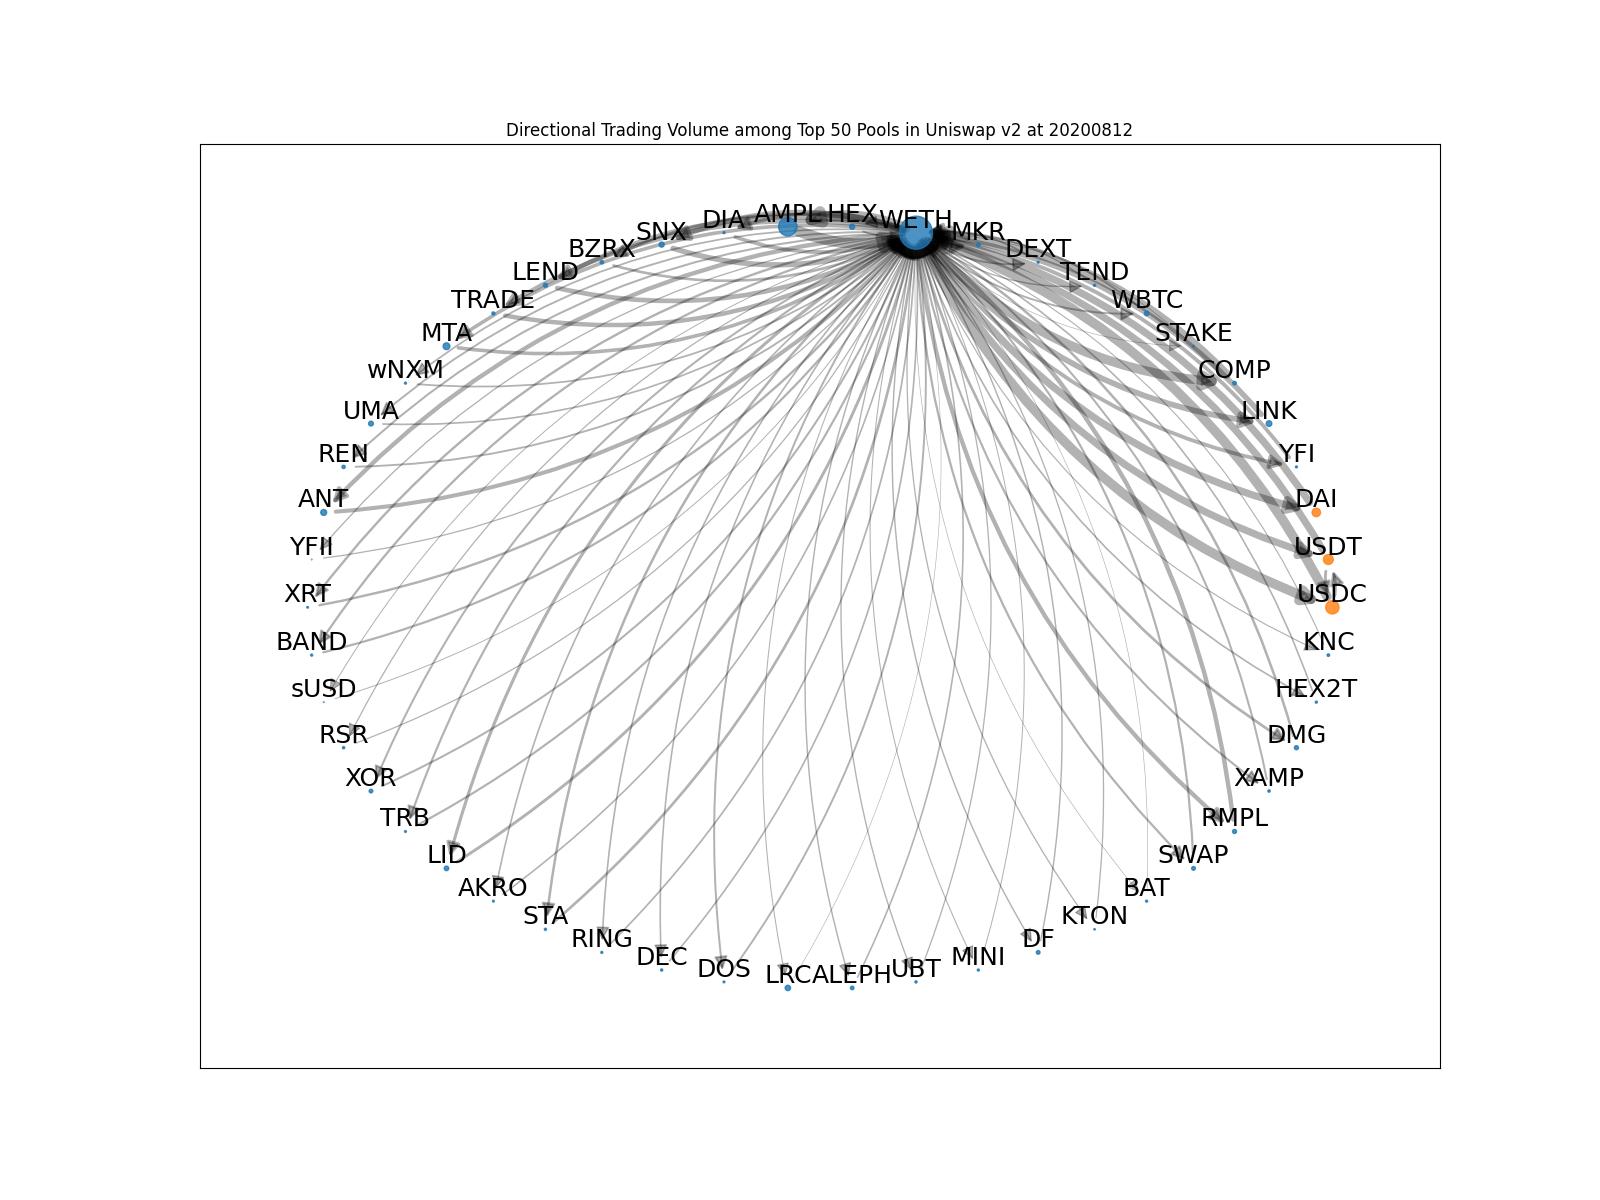 Directional Trading Volume among Top 50 Pools in Uniswap v2 at 20200812
AMPL HEX WETH
DIA
SNX
MKR
BZRX
DEXT
LEND
TEND
TRADE
WBTC
MTA
STAKE
wNXM
COMP
UMA
LINK
REN
YFI
ANT
DAI
YFII
USDT
XRT
USDC
BAND
KNC
sUSD
HEX2T
RSR
DMG
XOR
XAMP
TRB
RMPL
LID
SWAP
AKRO
BAT
STA
KTON
RING
DF
DEC
MINI
DOS
UBT
LRC ALEPH